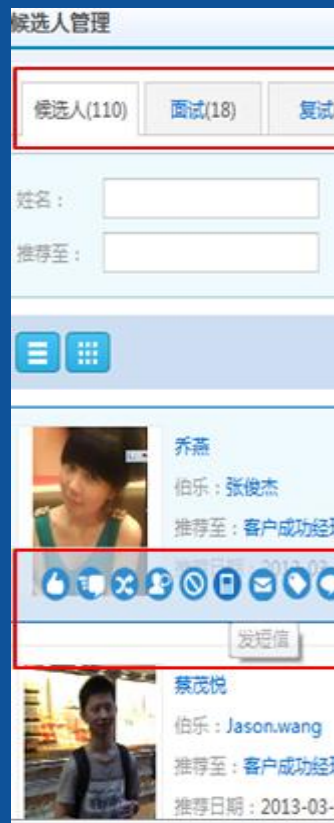 候选人管理
候选人(110) 面试(18) 复试
姓名：
推荐至：
乔燕
伯乐：张俊杰
推荐至：客户成功经
发短信
蔡茂悦
伯乐：Jason.wang
推荐至：客户成功经
推荐日期：2013-03-